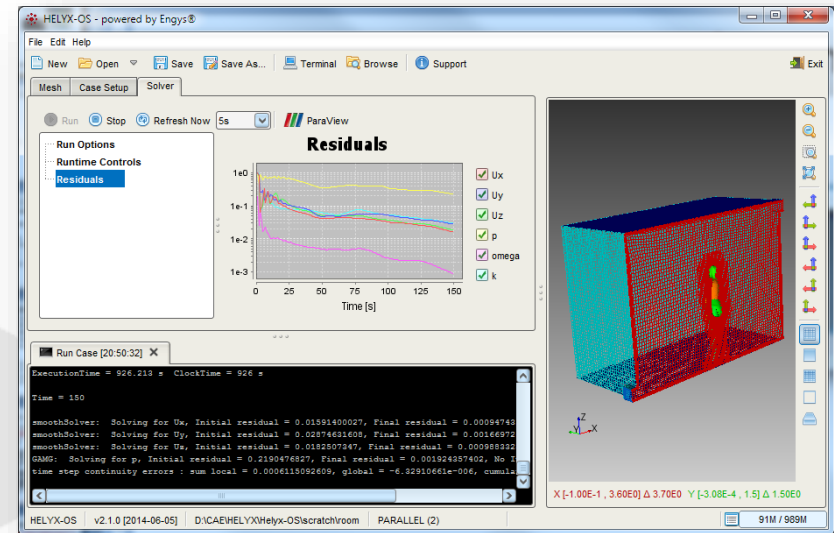 HELYX-OS - powered by Engys®
File Edit Help
New Open Save Save As... Terminal Browse Support Exit
Mesh Case Setup Solver
Run Stop Refresh Now 5s ParaView
Run Options
Runtime Controls
Residuals
Residuals
1e0
1e-1
1e-2
1e-3
0 25 50 75 100 125 150
Time [s]
Ux
Uy
Uz
p
omega
k
Run Case [20:50:32]
ExecutionTime = 926.213 s ClockTime = 926 s
Time = 150
smoothSolver: Solving for Ux, Initial residual = 0.01591400027, Final residual = 0.00094743
smoothSolver: Solving for Uy, Initial residual = 0.02874631608, Final residual = 0.00166972
smoothSolver: Solving for Uz, Initial residual = 0.0182507347, Final residual = 0.00098832
GAMG: Solving for p, Initial residual = 0.2190476827, Final residual = 0.001924357402, No I
time step continuity errors : sum local = 0.0006115092609, global = -6.32910661e-006, cumula
Z
Y X
X [-1.00E-1 , 3.60E0] Δ 3.70E0 Y [-3.08E-4 , 1.5] Δ 1.50E0
HELYX-OS v2.1.0 [2014-06-05] D:\CAE\HELYX\Helyx-OS\scratch\room PARALLEL (2) 91M / 989M